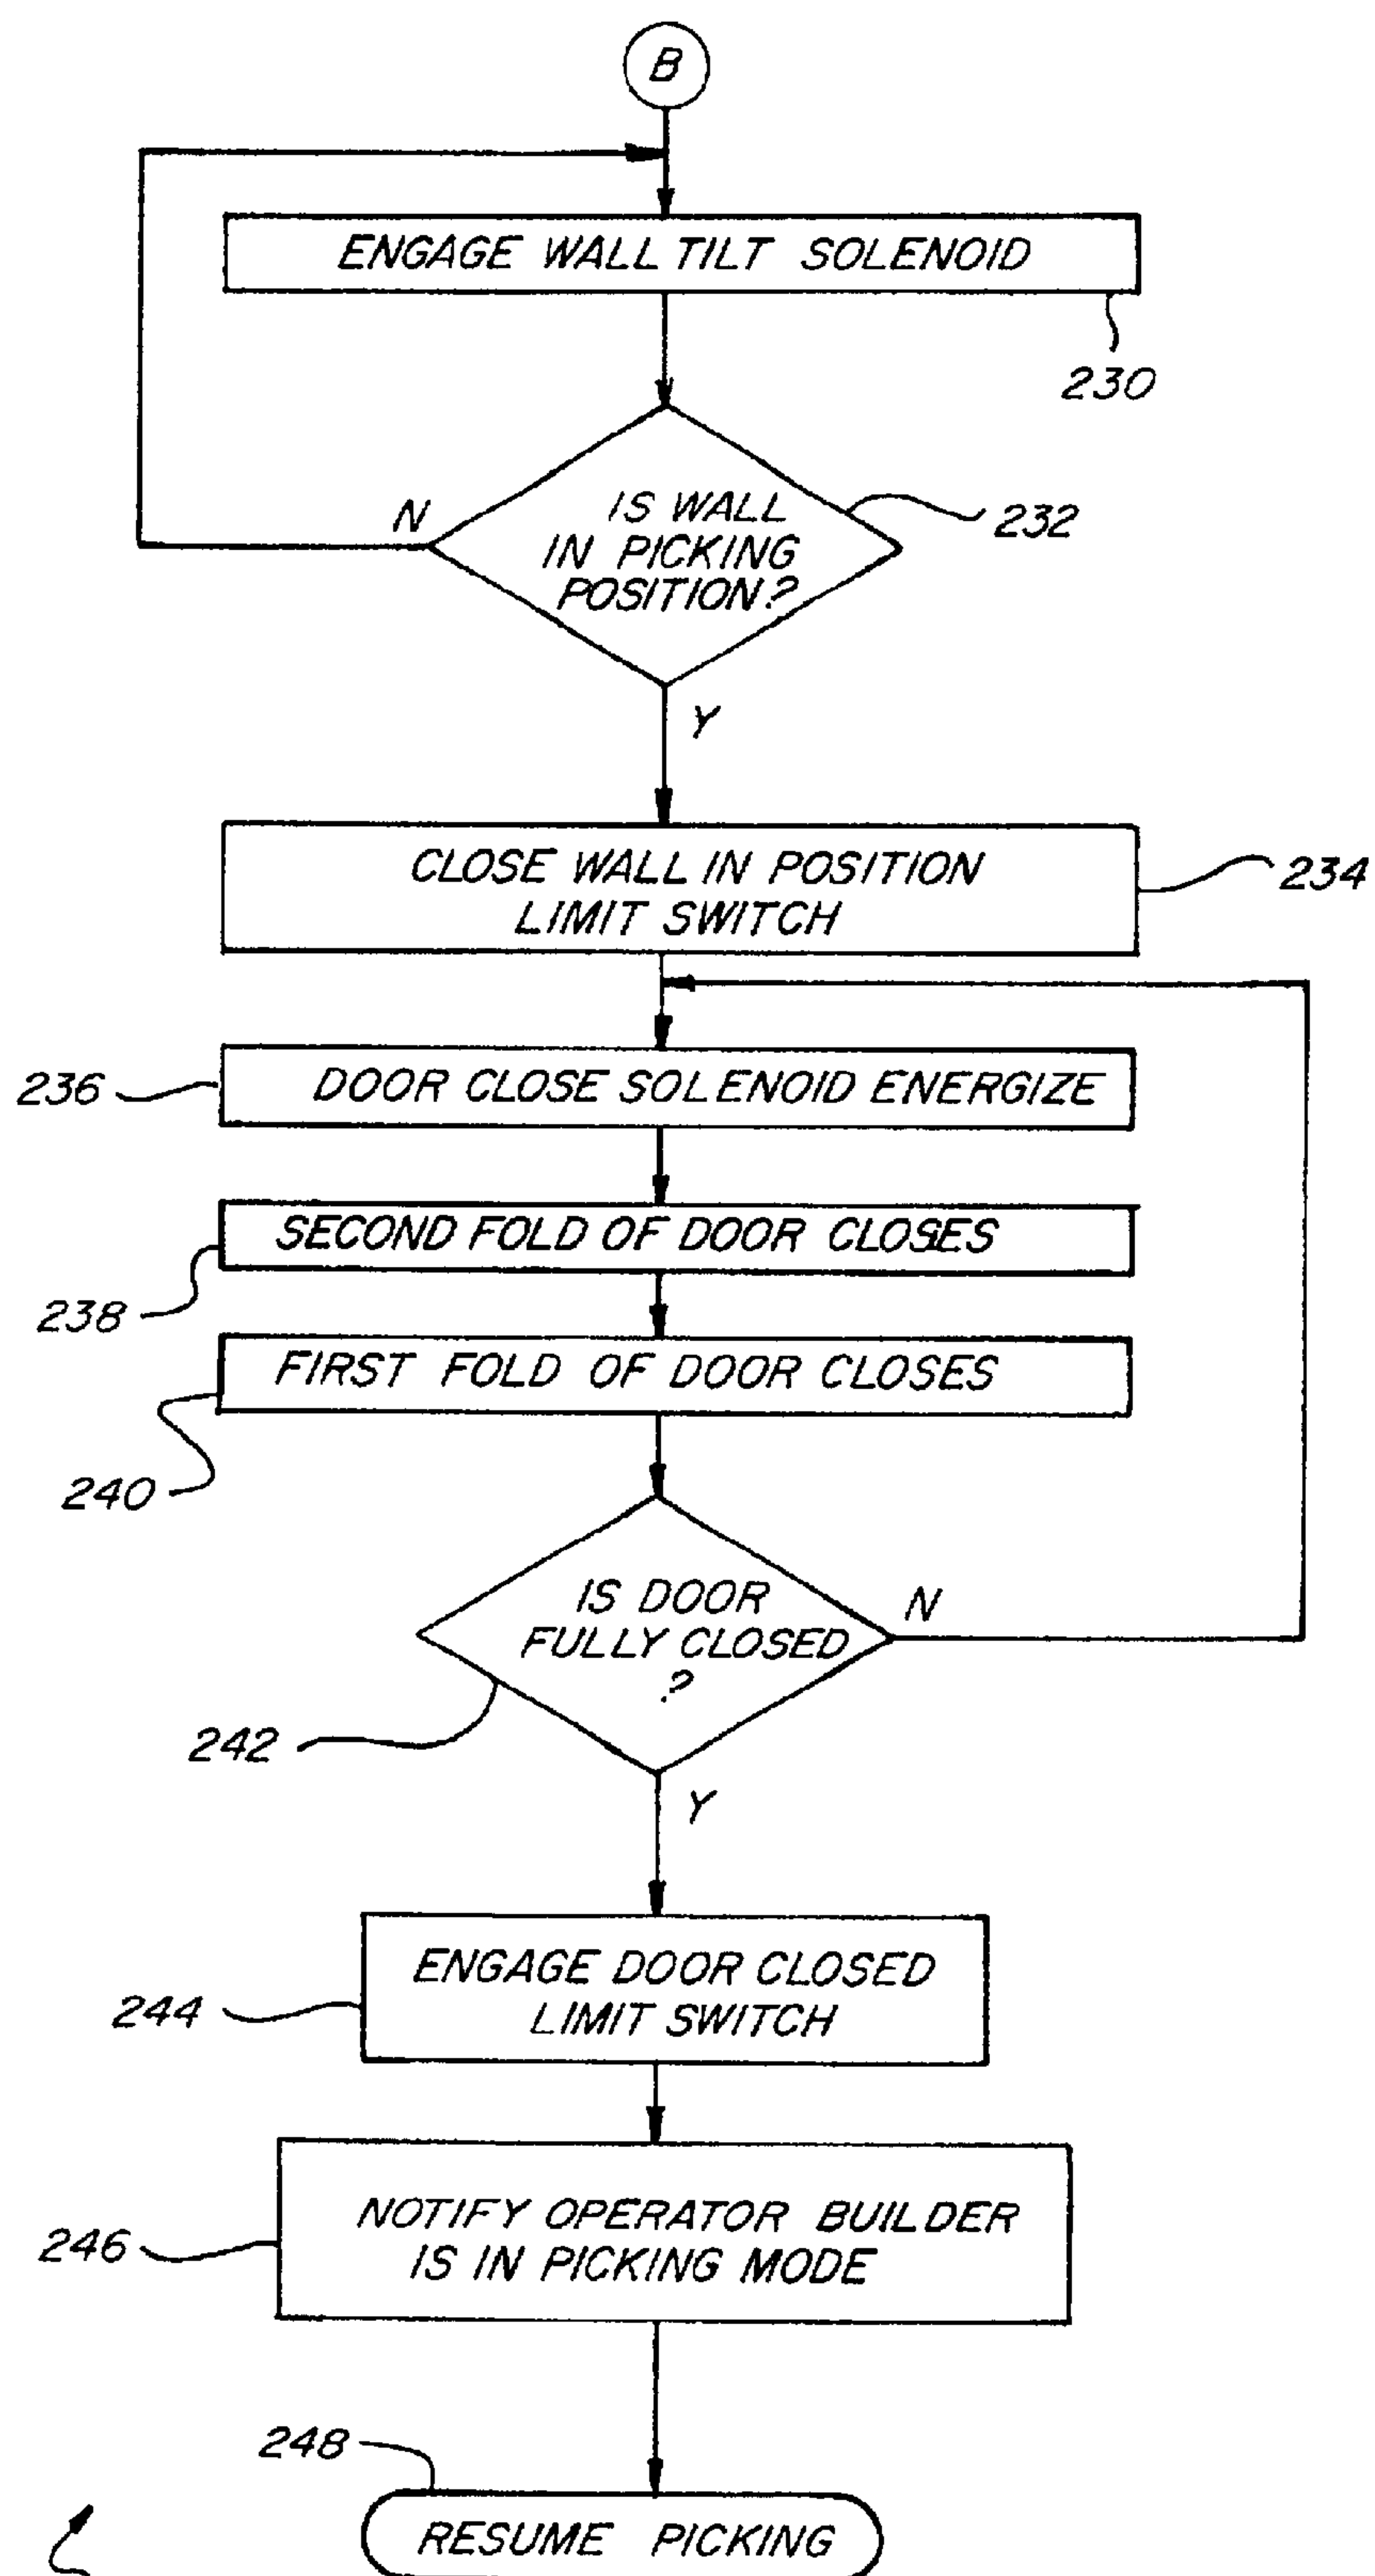 B
ENGAGE WALL TILT SOLENOID
230
IS WALL
IN PICKING
POSITION?
232
N
Y
CLOSE WALL IN POSITION
LIMIT SWITCH
234
DOOR CLOSE SOLENOID ENERGIZE
236
SECOND FOLD OF DOOR CLOSES
238
FIRST FOLD OF DOOR CLOSES
240
IS DOOR
FULLY CLOSED
?
N
242
Y
ENGAGE DOOR CLOSED
LIMIT SWITCH
244
NOTIFY OPERATOR BUILDER
IS IN PICKING MODE
246
248
RESUME PICKING